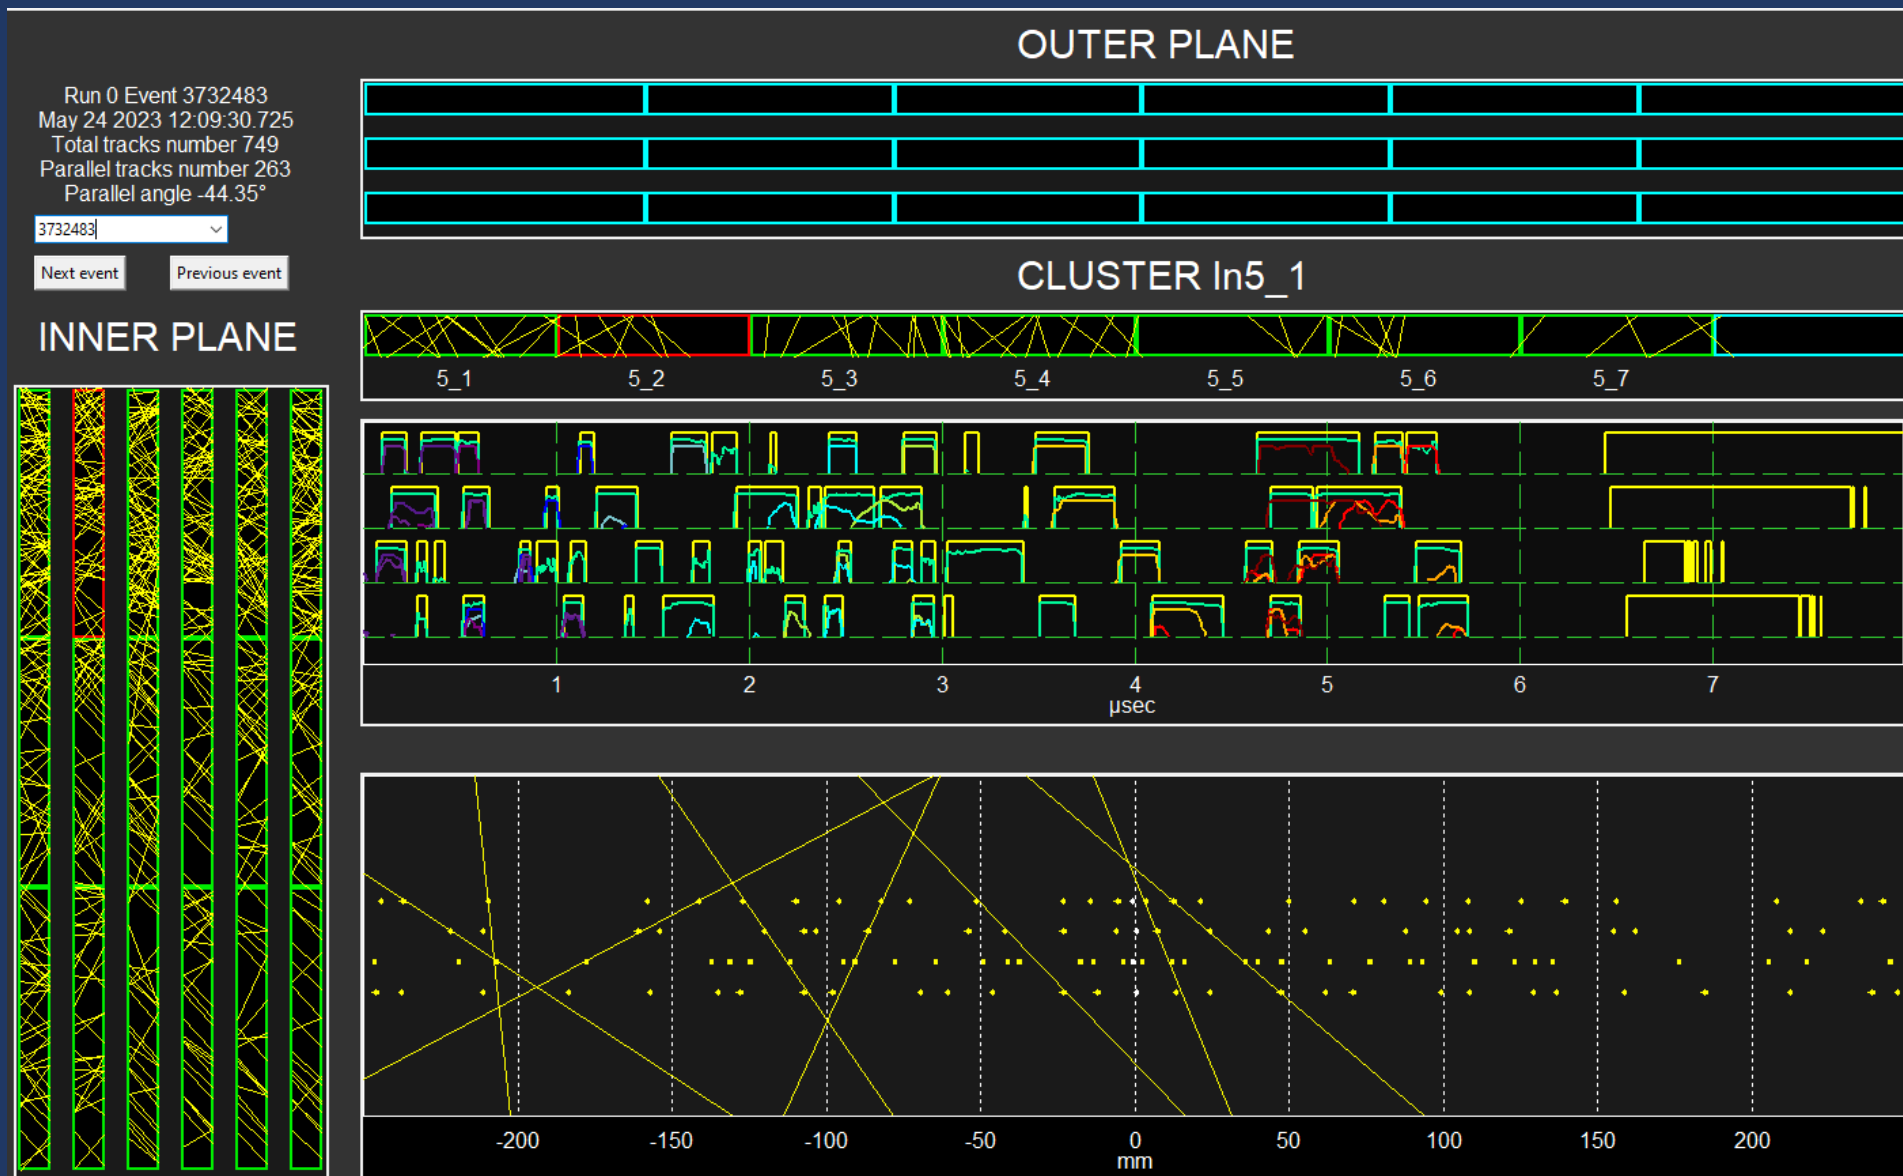 OUTER PLANE
Run 0 Event 3732483
May 24 2023 12:09:30.725
Total tracks number 749
Parallel tracks number 263
Parallel angle -44.35°
3732483
Next event
Previous event
INNER PLANE
CLUSTER In5_1
5_1 5_2 5_3 5_4 5_5 5_6 5_7
1 2 3 4 5 6 7
µsec
-200 -150 -100 -50 0 50 100 150 200
mm